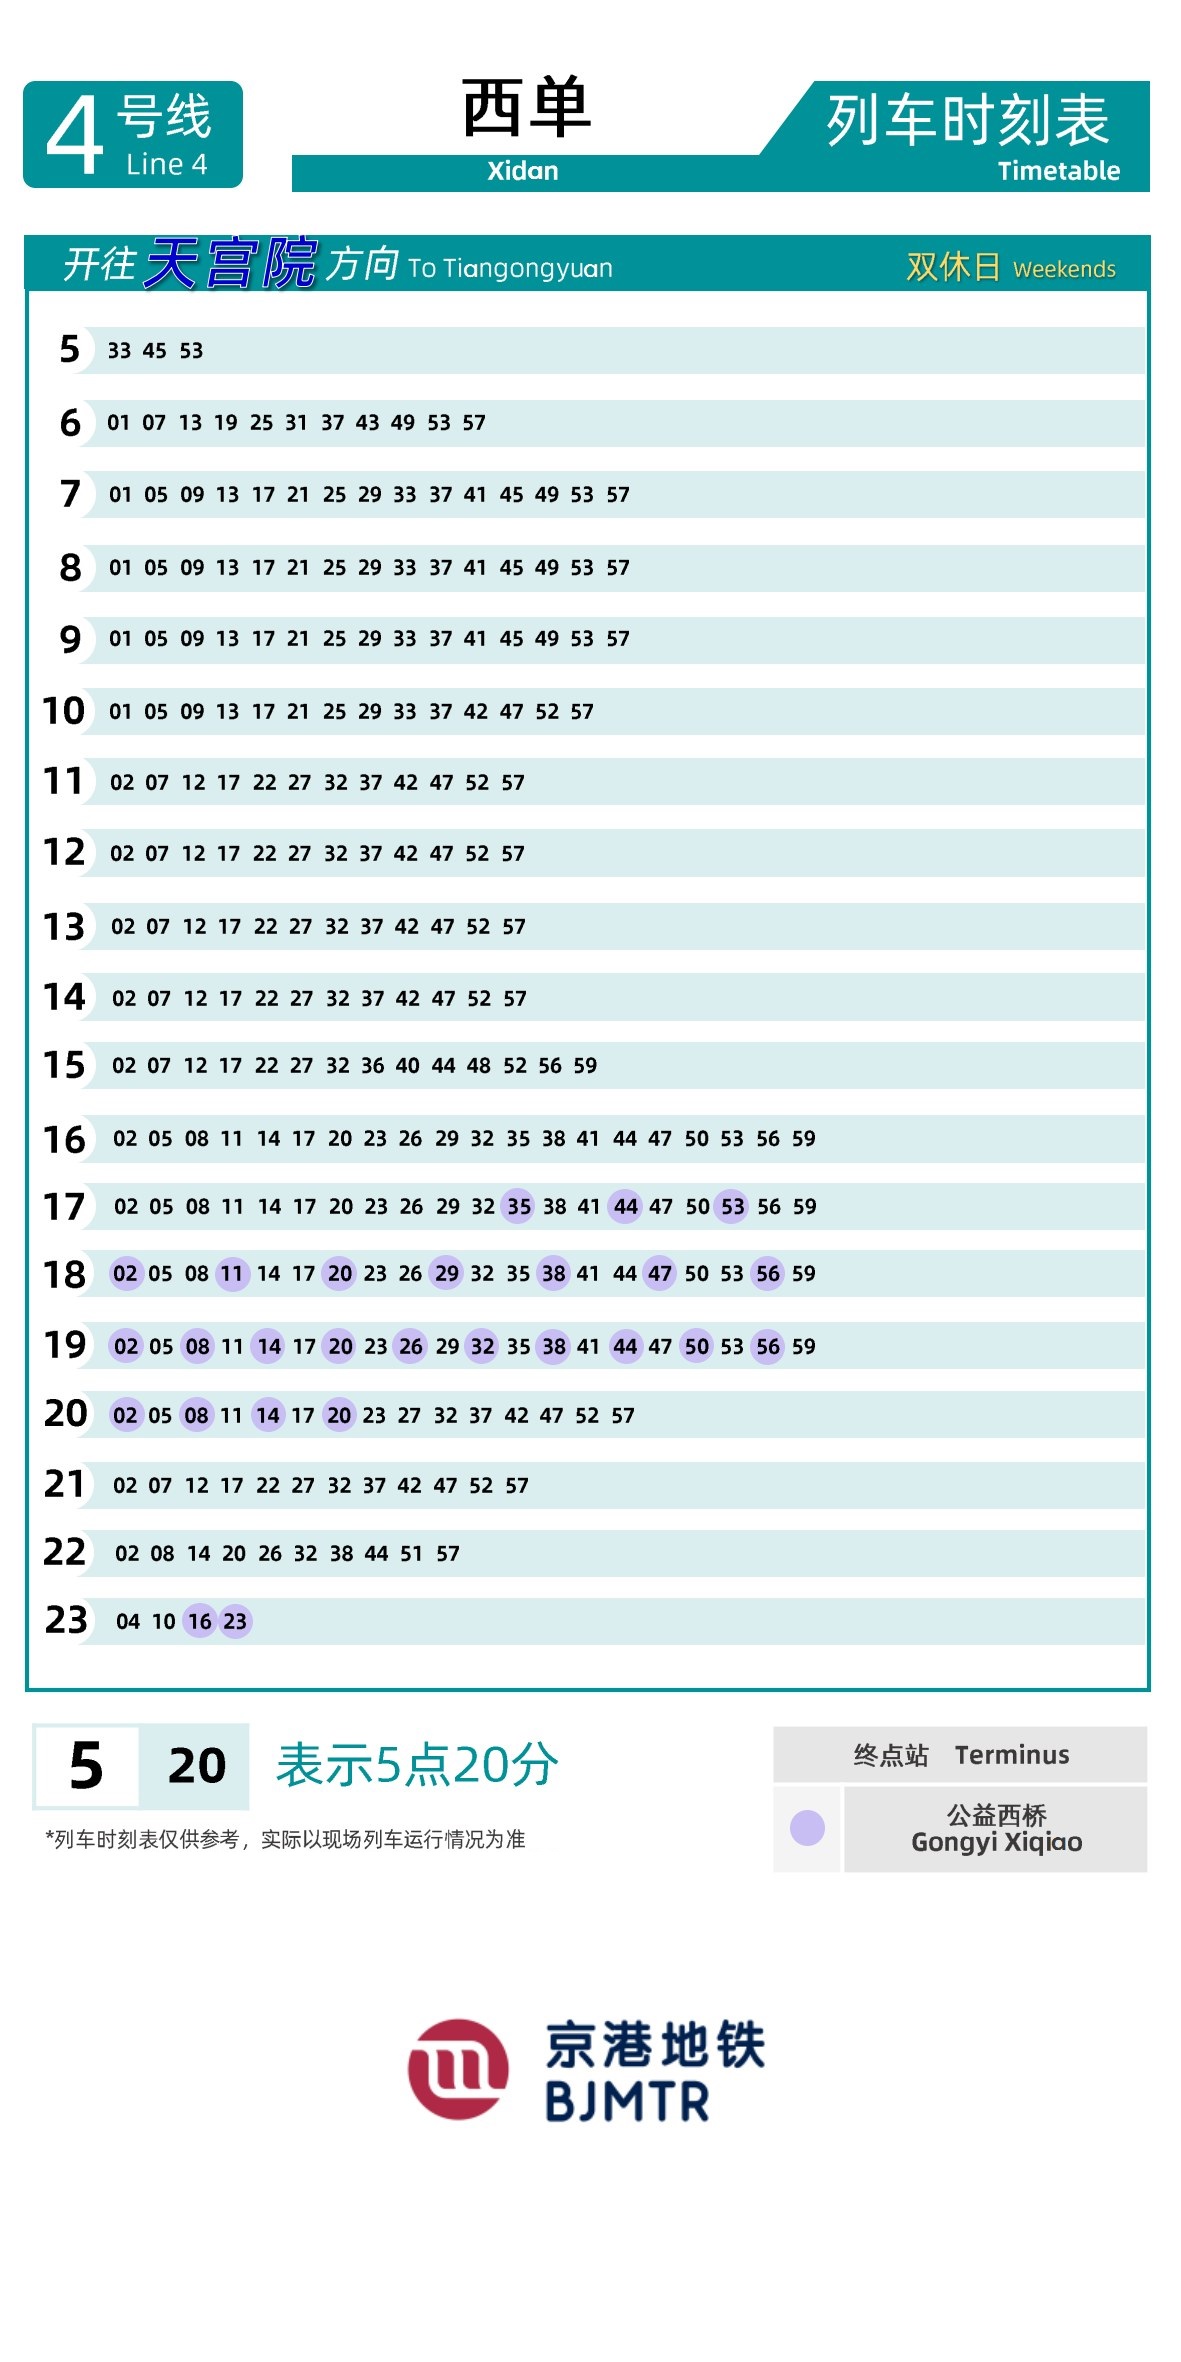 4 号线
Line 4
西单
Xidan
列车时刻表
Timetable
开往天宫院方向 To Tiangongyuan 双休日 Weekends
5 33 45 53
6 01 07 13 19 25 31 37 43 49 53 57
7 01 05 09 13 17 21 25 29 33 37 41 45 49 53 57
8 01 05 09 13 17 21 25 29 33 37 41 45 49 53 57
9 01 05 09 13 17 21 25 29 33 37 41 45 49 53 57
10 01 05 09 13 17 21 25 29 33 37 42 47 52 57
11 02 07 12 17 22 27 32 37 42 47 52 57
12 02 07 12 17 22 27 32 37 42 47 52 57
13 02 07 12 17 22 27 32 37 42 47 52 57
14 02 07 12 17 22 27 32 37 42 47 52 57
15 02 07 12 17 22 27 32 36 40 44 48 52 56 59
16 02 05 08 11 14 17 20 23 26 29 32 35 38 41 44 47 50 53 56 59
17 02 05 08 11 14 17 20 23 26 29 32 35 38 41 44 47 50 53 56 59
18 02 05 08 11 14 17 20 23 26 29 32 35 38 41 44 47 50 53 56 59
19 02 05 08 11 14 17 20 23 26 29 32 35 38 41 44 47 50 53 56 59
20 02 05 08 11 14 17 20 23 27 32 37 42 47 52 57
21 02 07 12 17 22 27 32 37 42 47 52 57
22 02 08 14 20 26 32 38 44 51 57
23 04 10 16 23
5 20 表示5点20分
*列车时刻表仅供参考，实际以现场列车运行情况为准
终点站 Terminus
公益西桥
Gongyi Xiqiao
京港地铁
BJMTR